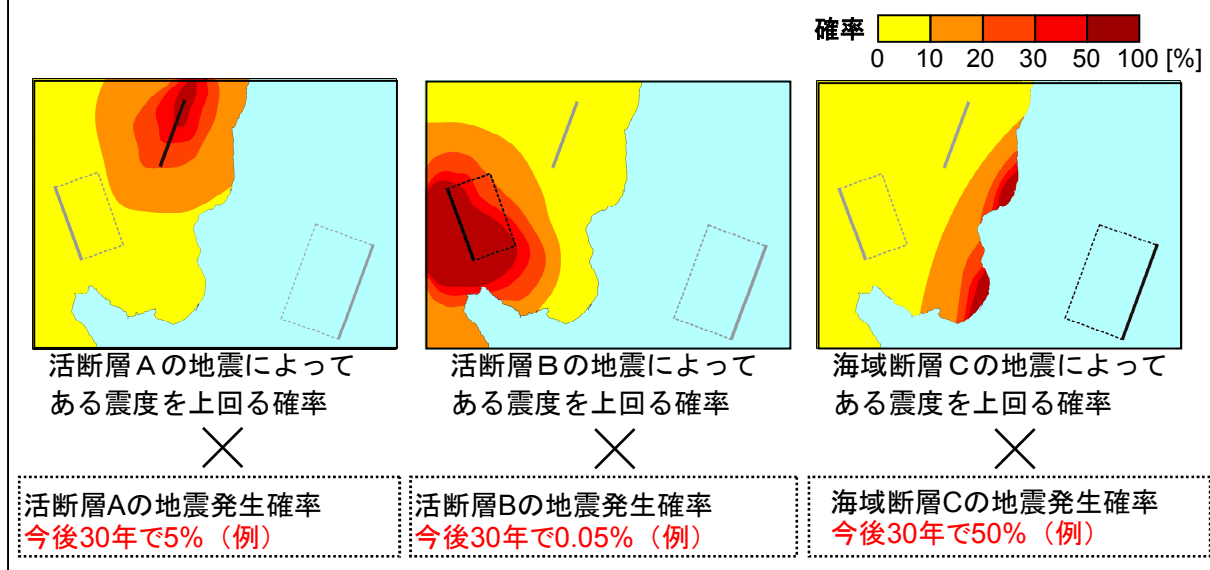 確率
0 10 20 30 50 100 [%]
活断層Aの地震によって
ある震度を上回る確率
活断層Bの地震によって
ある震度を上回る確率
海域断層Cの地震によって
ある震度を上回る確率
活断層Aの地震発生確率
今後30年で5%(例)
活断層Bの地震発生確率
今後30年で0.05%(例)
海域断層Cの地震発生確率
今後30年で50%(例)